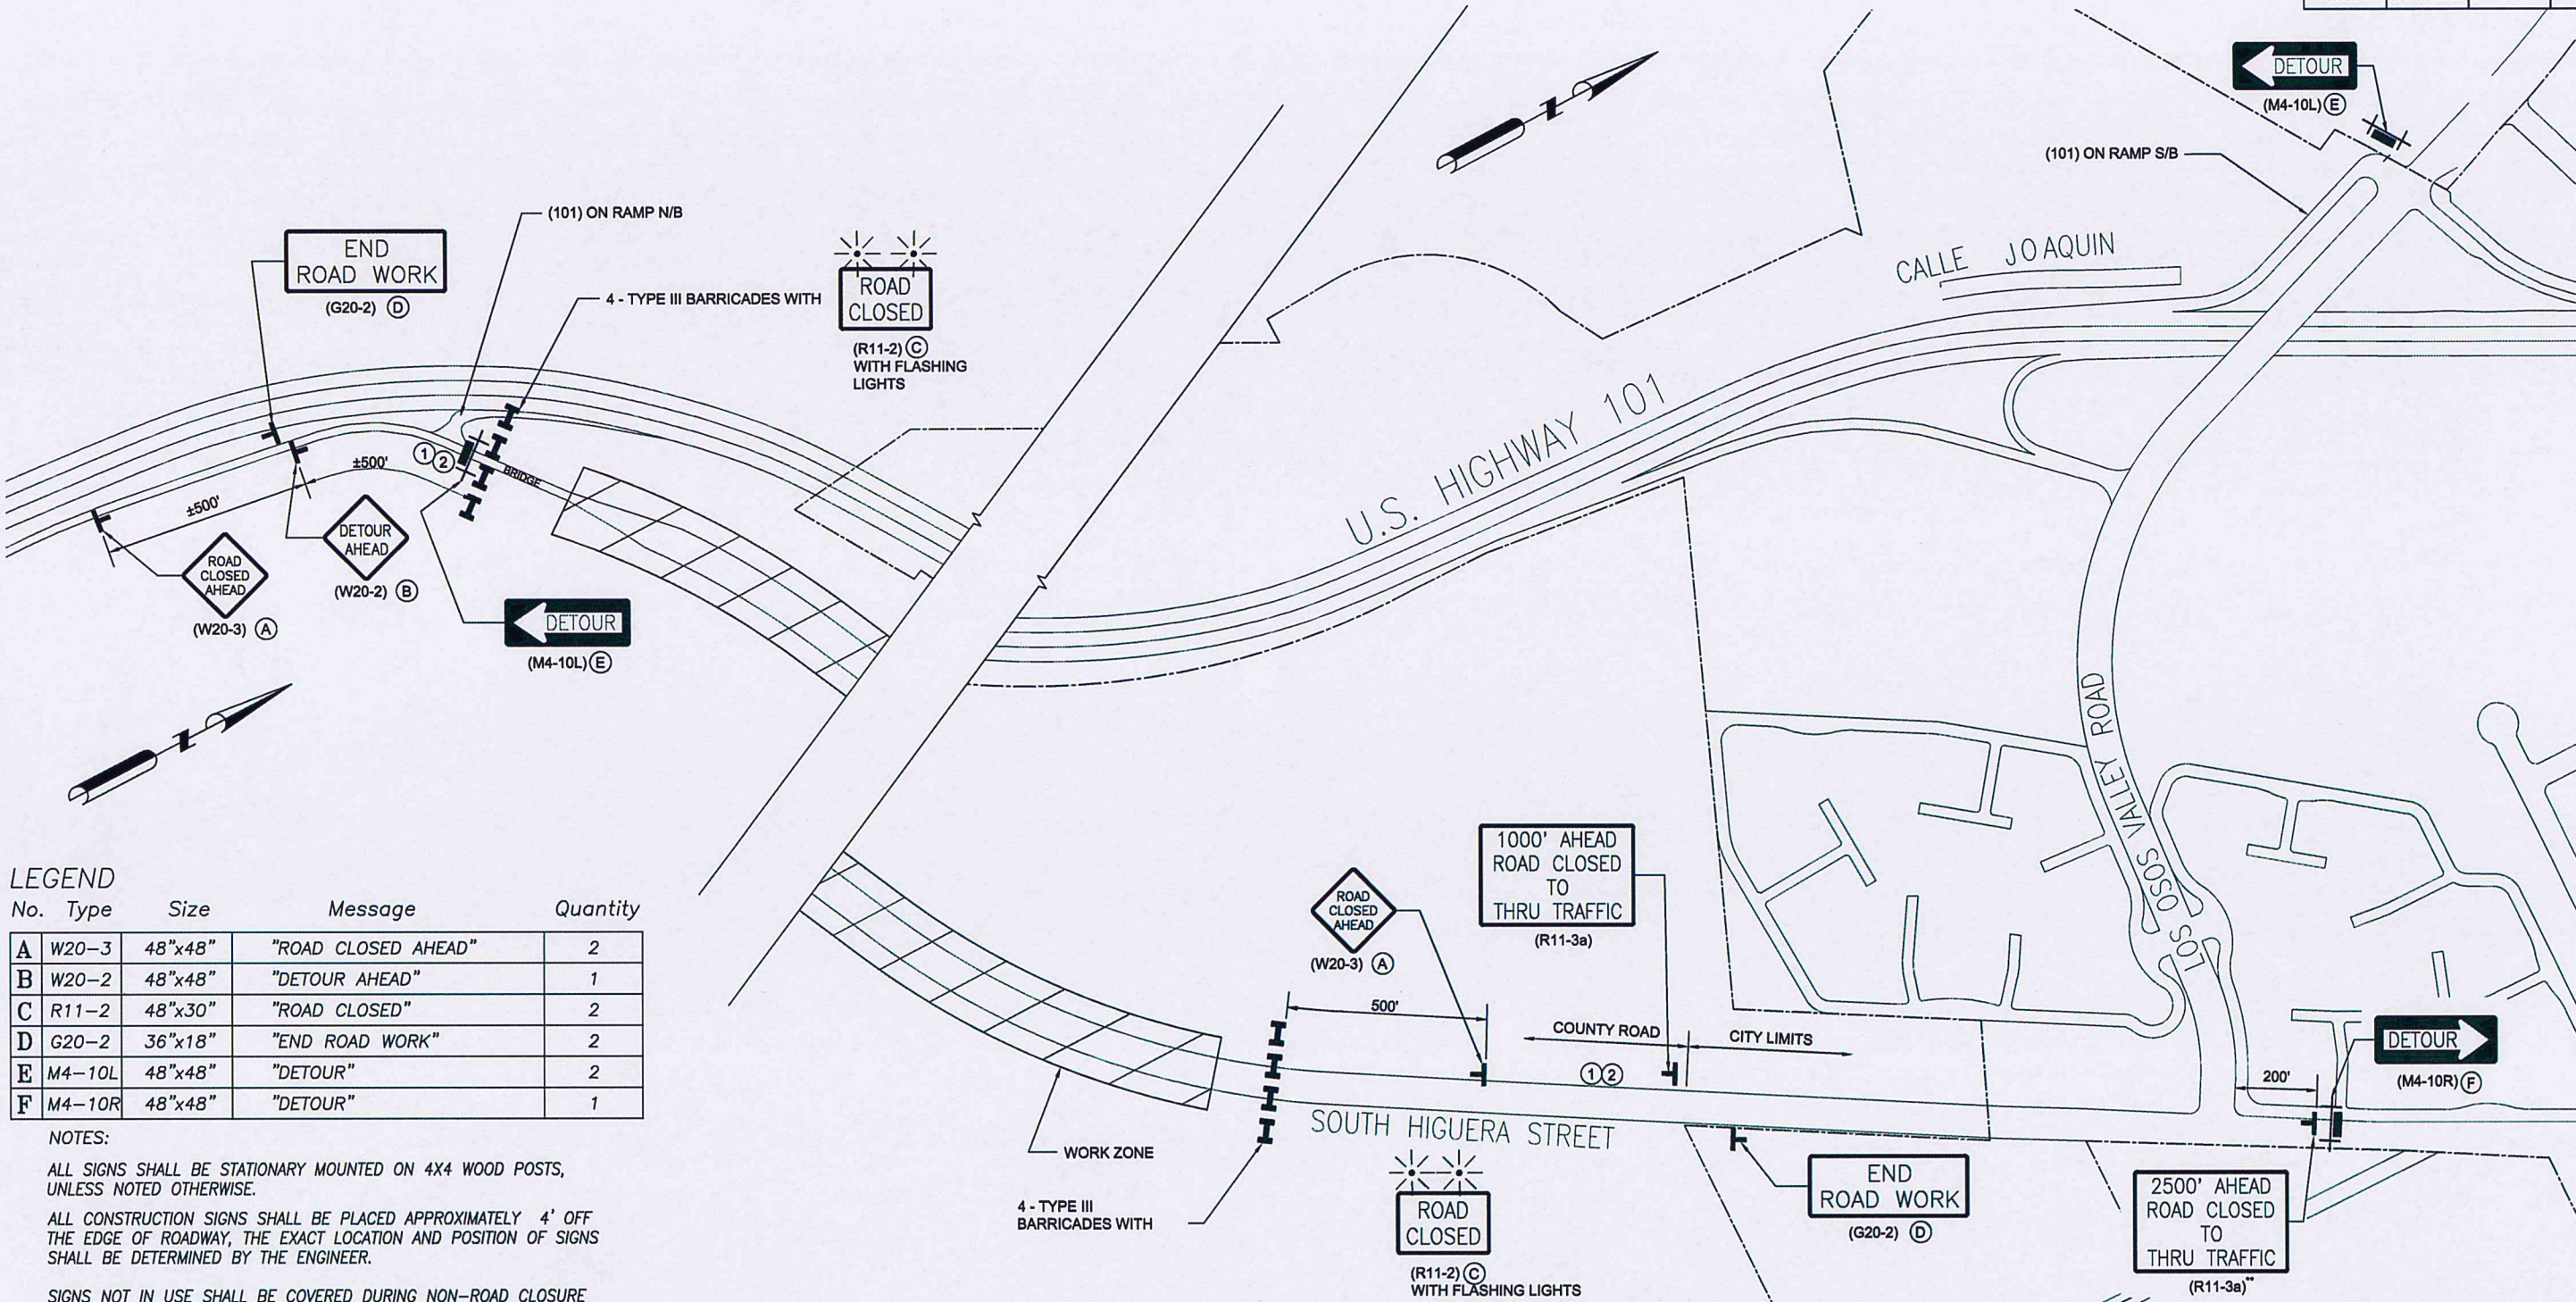 DETOUR
(M4-10L) E
(101) ON RAMP S/B
CALLE JOAQUIN
(101) ON RAMP N/B
END
ROAD WORK
(G20-2) D
4 - TYPE III BARRICADES WITH
ROAD
CLOSED
(R11-2) C
WITH FLASHING
LIGHTS
Z
Z
U.S. HIGHWAY 101
1 2
BRIDGE
±500'
±500'
DETOUR
AHEAD
(W20-2) B
ROAD
CLOSED
AHEAD
(W20-3) A
DETOUR
(M4-10L) E
LOS OSOS VALLEY ROAD
1000' AHEAD
ROAD CLOSED
TO
THRU TRAFFIC
(R11-3a)
ROAD
CLOSED
AHEAD
(W20-3) A
500'
COUNTY ROAD
CITY LIMITS
1 2
SOUTH HIGUERA STREET
200'
DETOUR
(M4-10R) F
WORK ZONE
4 - TYPE III
BARRICADES WITH
ROAD
CLOSED
(R11-2) C
WITH FLASHING LIGHTS
END
ROAD WORK
(G20-2) D
2500' AHEAD
ROAD CLOSED
TO
THRU TRAFFIC
(R11-3a)**
LEGEND
No. Type Size Message Quantity
A W20-3 48"x48" "ROAD CLOSED AHEAD" 2
B W20-2 48"x48" "DETOUR AHEAD" 1
C R11-2 48"x30" "ROAD CLOSED" 2
D G20-2 36"x18" "END ROAD WORK" 2
E M4-10L 48"x48" "DETOUR" 2
F M4-10R 48"x48" "DETOUR" 1
NOTES:
ALL SIGNS SHALL BE STATIONARY MOUNTED ON 4X4 WOOD POSTS,
UNLESS NOTED OTHERWISE.
ALL CONSTRUCTION SIGNS SHALL BE PLACED APPROXIMATELY 4' OFF
THE EDGE OF ROADWAY, THE EXACT LOCATION AND POSITION OF SIGNS
SHALL BE DETERMINED BY THE ENGINEER.
SIGNS NOT IN USE SHALL BE COVERED DURING NON-ROAD CLOSURE